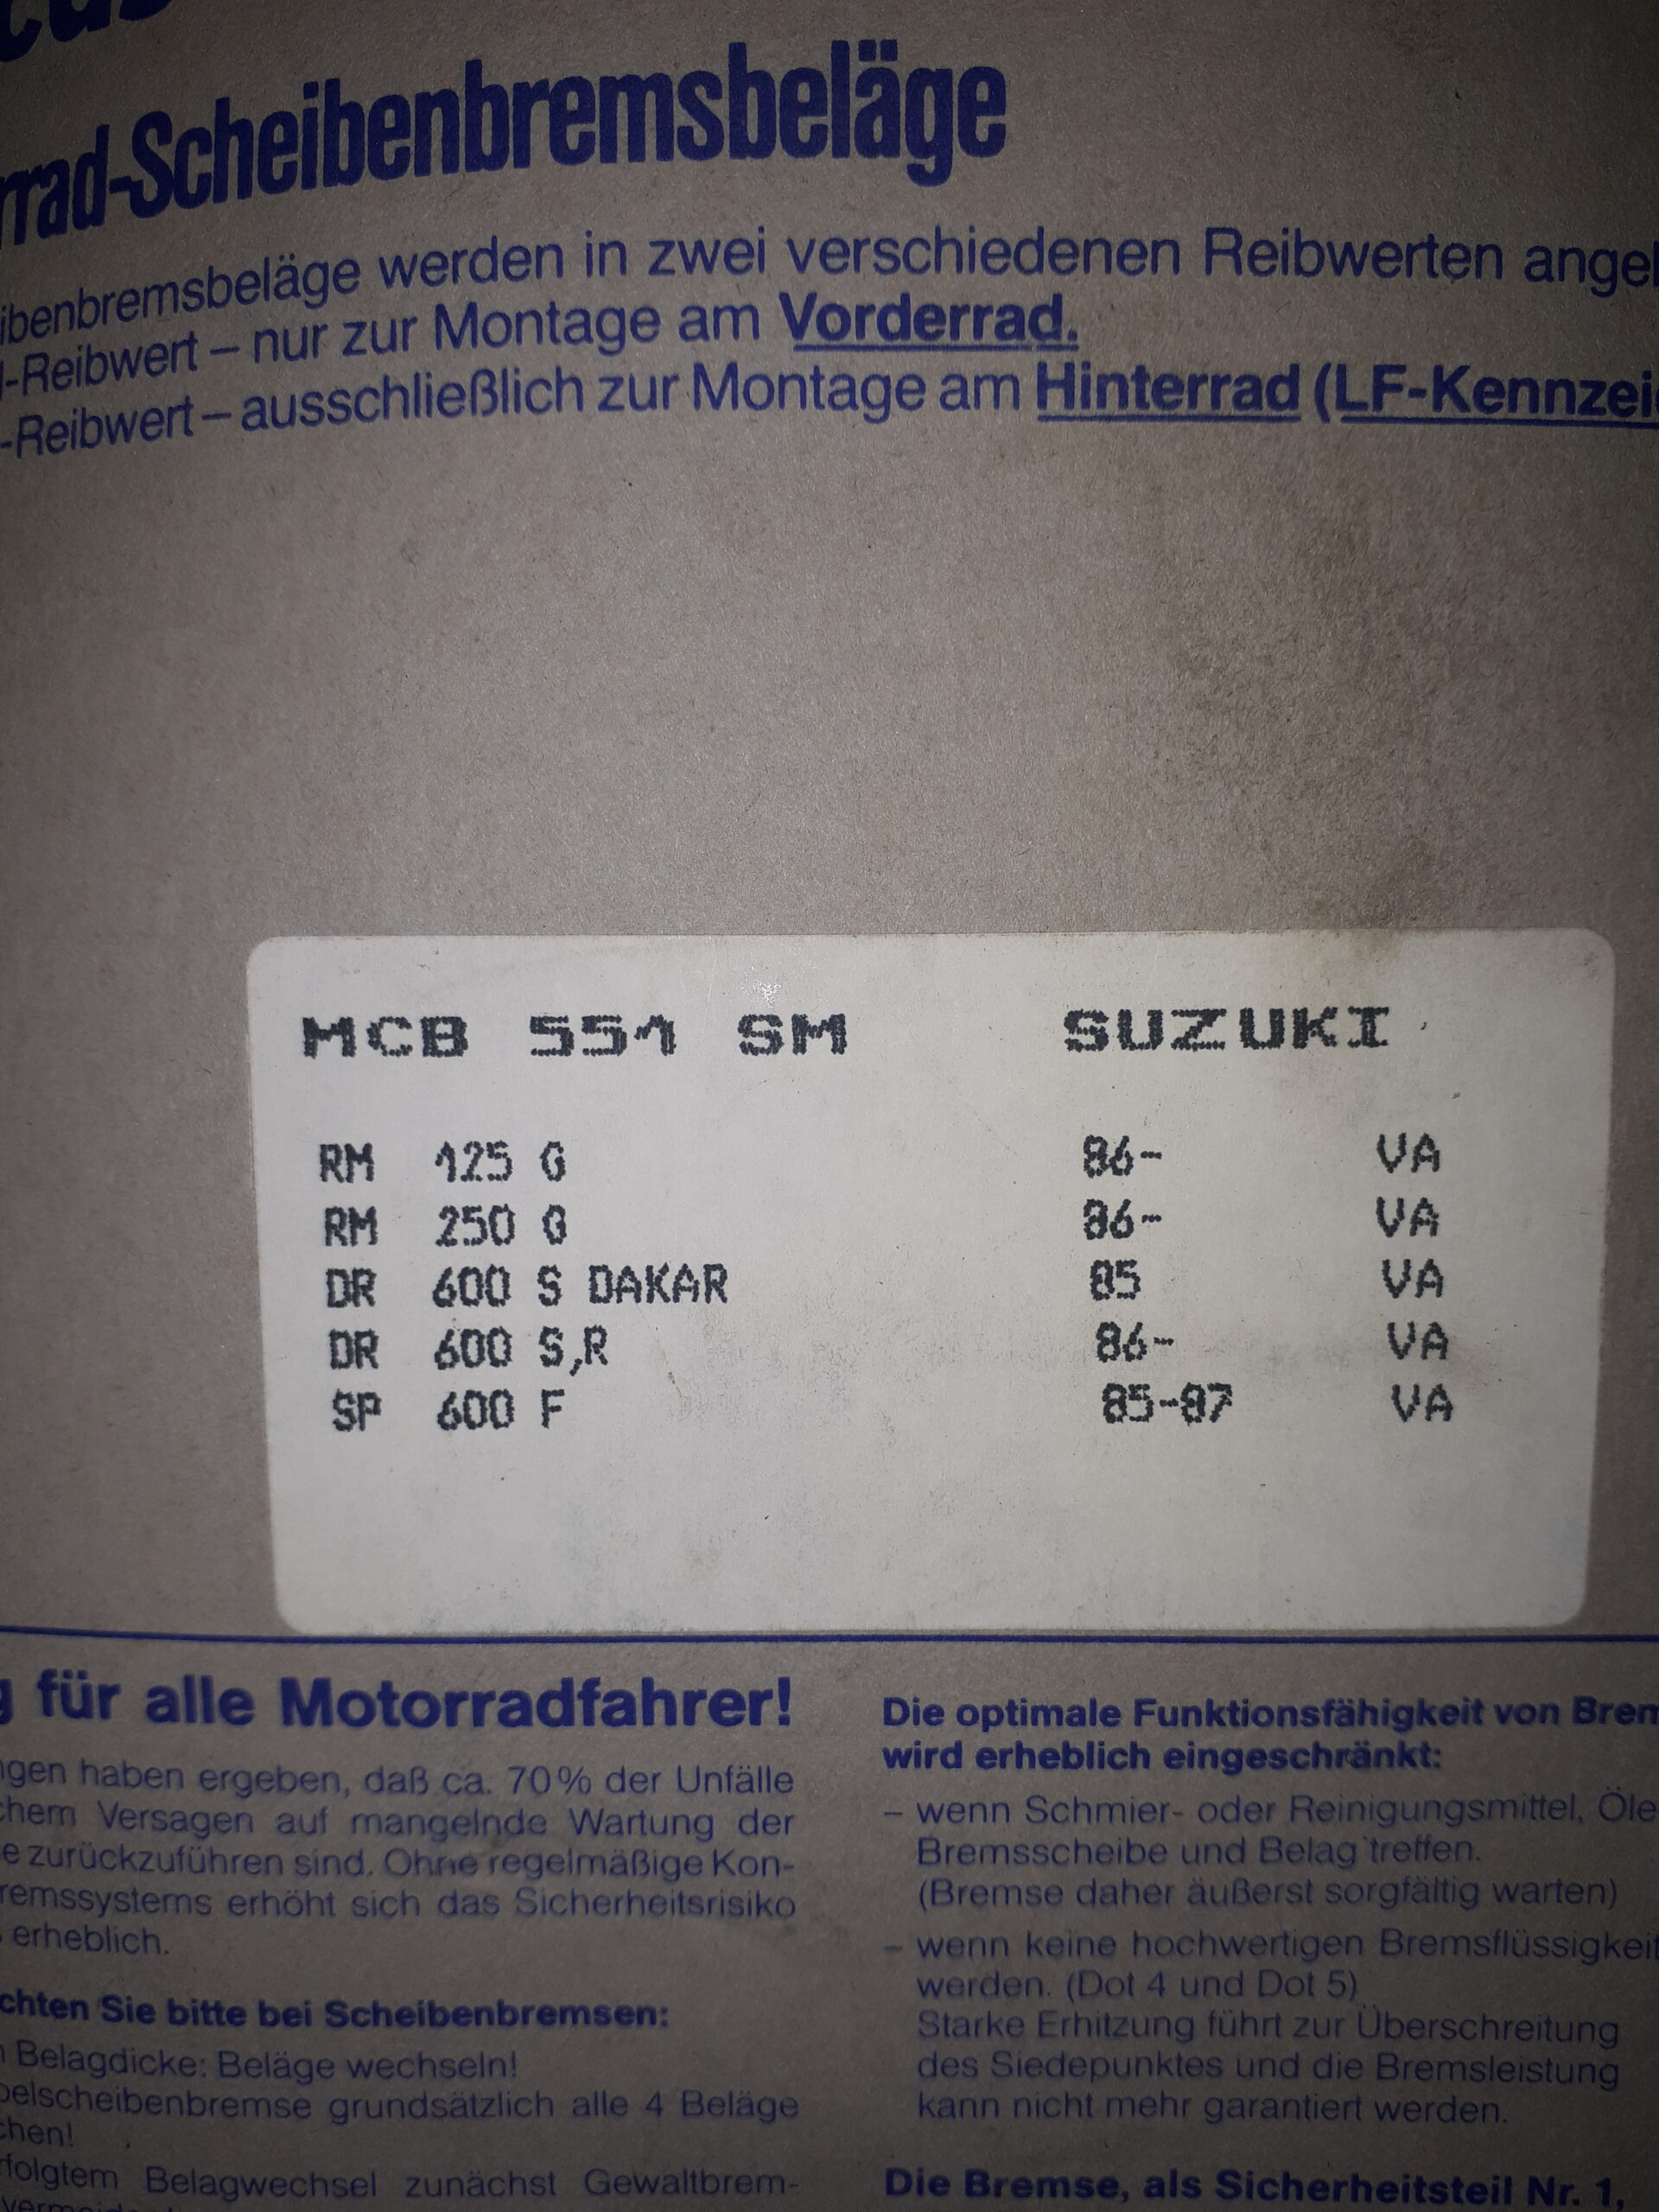 rrad-Scheibenbremsbeläge
ibenbremsbeläge werden in zwei verschiedenen Reibwerten angeb
-Reibwert – nur zur Montage am Vorderrad.
-Reibwert – ausschließlich zur Montage am Hinterrad (LF-Kennzei
MCB 551 SM SUZUKI
RM 125 G 86- VA
RM 250 G 86- VA
DR 600 S DAKAR 85 VA
DR 600 S,R 86- VA
SP 600 F 85-87 VA
g für alle Motorradfahrer!
ngen haben ergeben, daß ca. 70% der Unfälle
chem Versagen auf mangelnde Wartung der
e zurückzuführen sind. Ohne regelmäßige Kon-
remssystems erhöht sich das Sicherheitsrisiko
erheblich.
chten Sie bitte bei Scheibenbremsen:
Belagdicke: Beläge wechseln!
pelscheibenbremse grundsätzlich alle 4 Beläge
chen!
rfolgtem Belagwechsel zunächst Gewaltbrem-
Die optimale Funktionsfähigkeit von Brem
wird erheblich eingeschränkt:
– wenn Schmier- oder Reinigungsmittel, Öle
Bremsscheibe und Belag treffen.
(Bremse daher äußerst sorgfältig warten)
– wenn keine hochwertigen Bremsflüssigkeit
werden. (Dot 4 und Dot 5)
Starke Erhitzung führt zur Überschreitung
des Siedepunktes und die Bremsleistung
kann nicht mehr garantiert werden.
Die Bremse, als Sicherheitsteil Nr. 1,